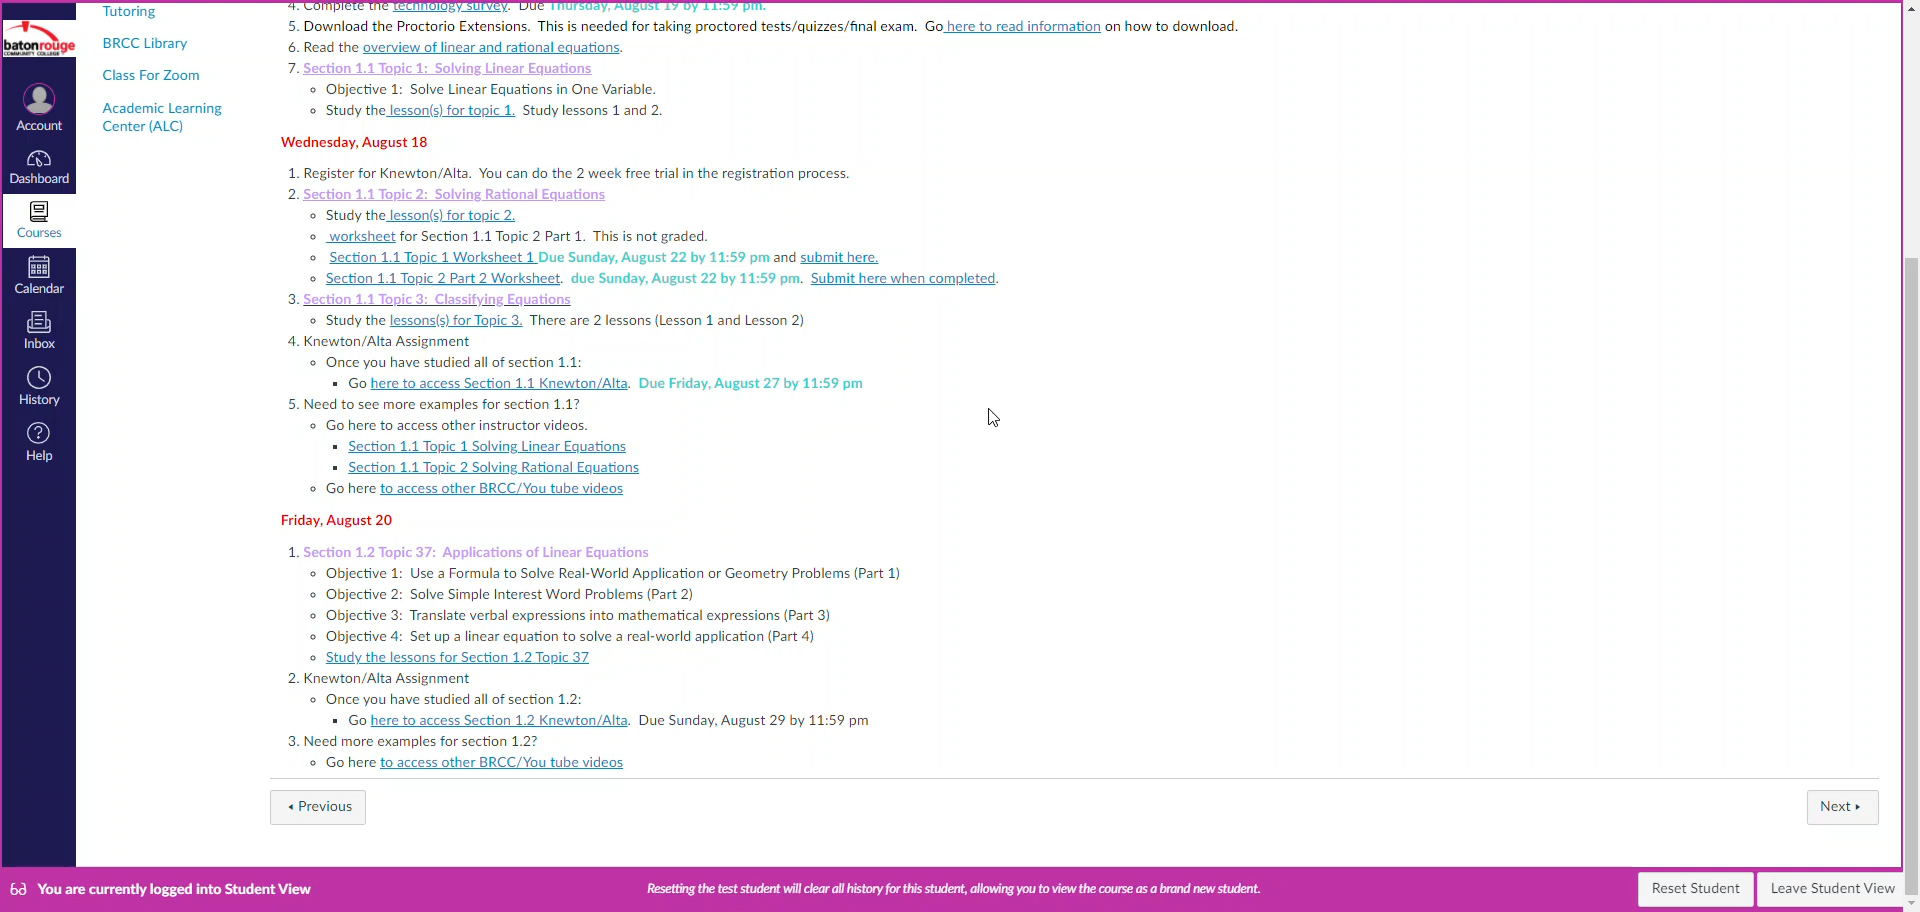 Tutoring
BRCC Library
Class For Zoom
Academic Learning
Center (ALC)
batonrouge
COMMUNITY COLLEGE
Account
Dashboard
Courses
Calendar
Inbox
History
Help
4. Complete the technology survey. Due Thursday, August 19 by 11:59 pm.
5. Download the Proctorio Extensions. This is needed for taking proctored tests/quizzes/final exam. Go here to read information on how to download.
6. Read the overview of linear and rational equations.
7. Section 1.1 Topic 1: Solving Linear Equations
◦ Objective 1: Solve Linear Equations in One Variable.
◦ Study the lesson(s) for topic 1. Study lessons 1 and 2.
Wednesday, August 18
1. Register for Knewton/Alta. You can do the 2 week free trial in the registration process.
2. Section 1.1 Topic 2: Solving Rational Equations
◦ Study the lesson(s) for topic 2.
◦ worksheet for Section 1.1 Topic 2 Part 1. This is not graded.
◦ Section 1.1 Topic 1 Worksheet 1 Due Sunday, August 22 by 11:59 pm and submit here.
◦ Section 1.1 Topic 2 Part 2 Worksheet. due Sunday, August 22 by 11:59 pm. Submit here when completed.
3. Section 1.1 Topic 3: Classifying Equations
◦ Study the lessons(s) for Topic 3. There are 2 lessons (Lesson 1 and Lesson 2)
4. Knewton/Alta Assignment
◦ Once you have studied all of section 1.1:
▪ Go here to access Section 1.1 Knewton/Alta. Due Friday, August 27 by 11:59 pm
5. Need to see more examples for section 1.1?
◦ Go here to access other instructor videos.
▪ Section 1.1 Topic 1 Solving Linear Equations
▪ Section 1.1 Topic 2 Solving Rational Equations
◦ Go here to access other BRCC/You tube videos
Friday, August 20
1. Section 1.2 Topic 37: Applications of Linear Equations
◦ Objective 1: Use a Formula to Solve Real-World Application or Geometry Problems (Part 1)
◦ Objective 2: Solve Simple Interest Word Problems (Part 2)
◦ Objective 3: Translate verbal expressions into mathematical expressions (Part 3)
◦ Objective 4: Set up a linear equation to solve a real-world application (Part 4)
◦ Study the lessons for Section 1.2 Topic 37
2. Knewton/Alta Assignment
◦ Once you have studied all of section 1.2:
▪ Go here to access Section 1.2 Knewton/Alta. Due Sunday, August 29 by 11:59 pm
3. Need more examples for section 1.2?
◦ Go here to access other BRCC/You tube videos
◂ Previous
Next ▸
You are currently logged into Student View
Resetting the test student will clear all history for this student, allowing you to view the course as a brand new student.
Reset Student
Leave Student View